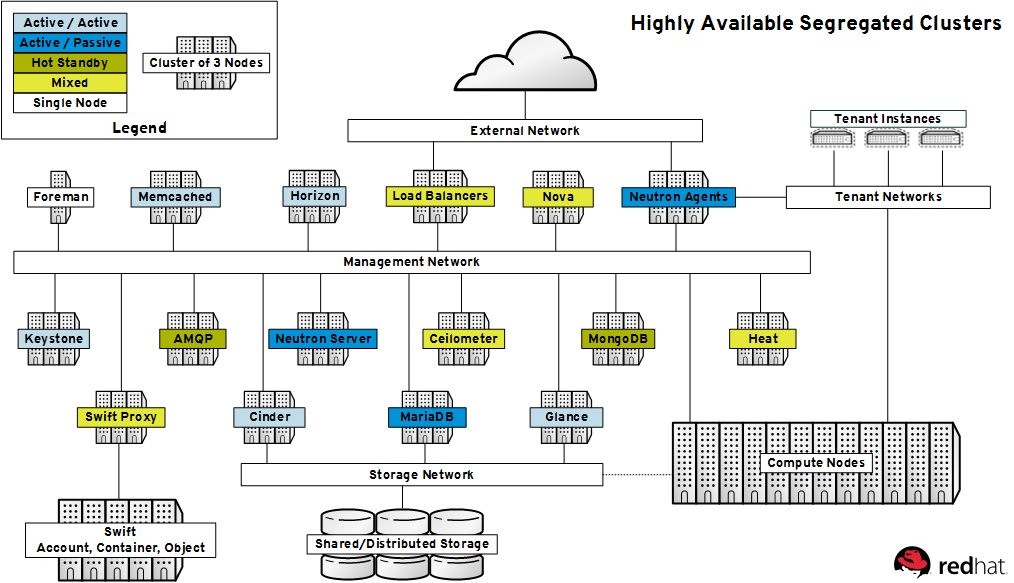 Highly Available Segregated Clusters
Active / Active
Active / Passive
Hot Standby
Mixed
Single Node
Cluster of 3 Nodes
Legend
External Network
Tenant Instances
Foreman
Memcached
Horizon
Load Balancers
Nova
Neutron Agents
Tenant Networks
Management Network
Keystone
AMQP
Neutron Server
Ceilometer
MongoDB
Heat
Swift Proxy
Cinder
MariaDB
Glance
Compute Nodes
Storage Network
Swift
Account, Container, Object
Shared/Distributed Storage
redhat.